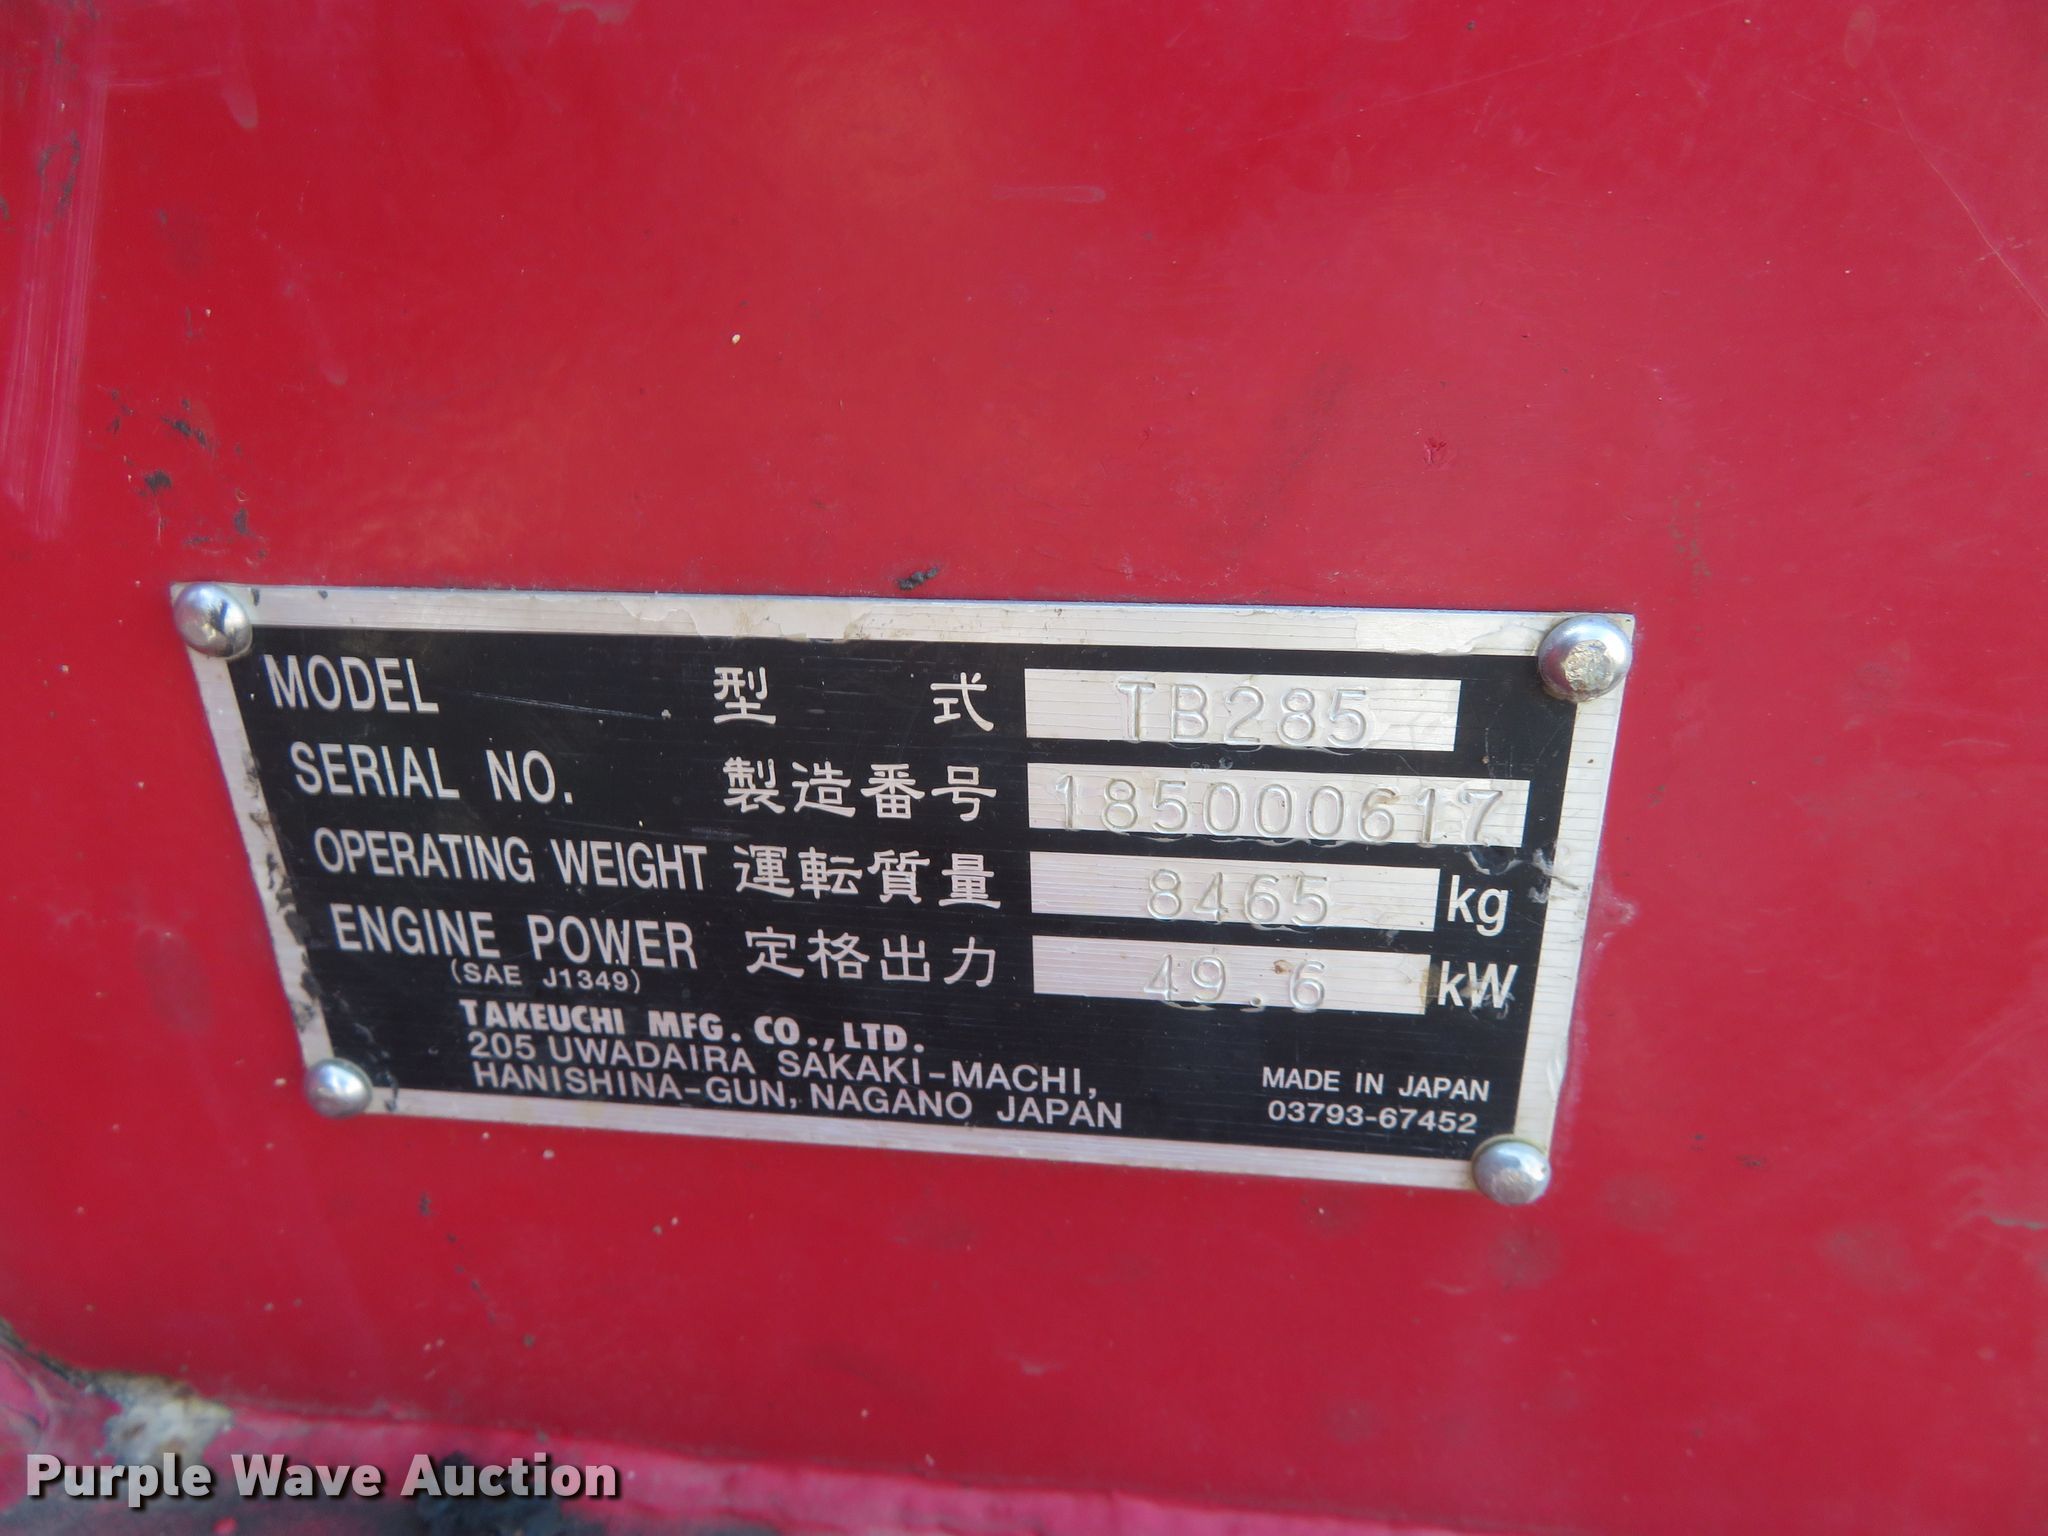 MODEL 型 式 TB285
SERIAL NO. 製造番号 185000617
OPERATING WEIGHT 運転質量 8465 kg
ENGINE POWER 定格出力 49.6 kW
(SAE J1349)
TAKEUCHI MFG. CO.,LTD.
205 UWADAIRA SAKAKI-MACHI,
HANISHINA-GUN, NAGANO JAPAN
MADE IN JAPAN
03793-67452
Purple Wave Auction